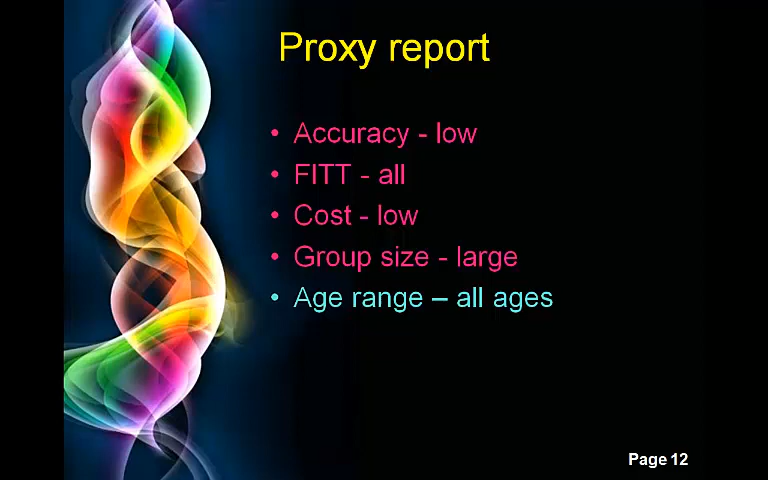 Proxy report
• Accuracy - low
• FITT - all
• Cost - low
• Group size - large
• Age range – all ages
Page 12